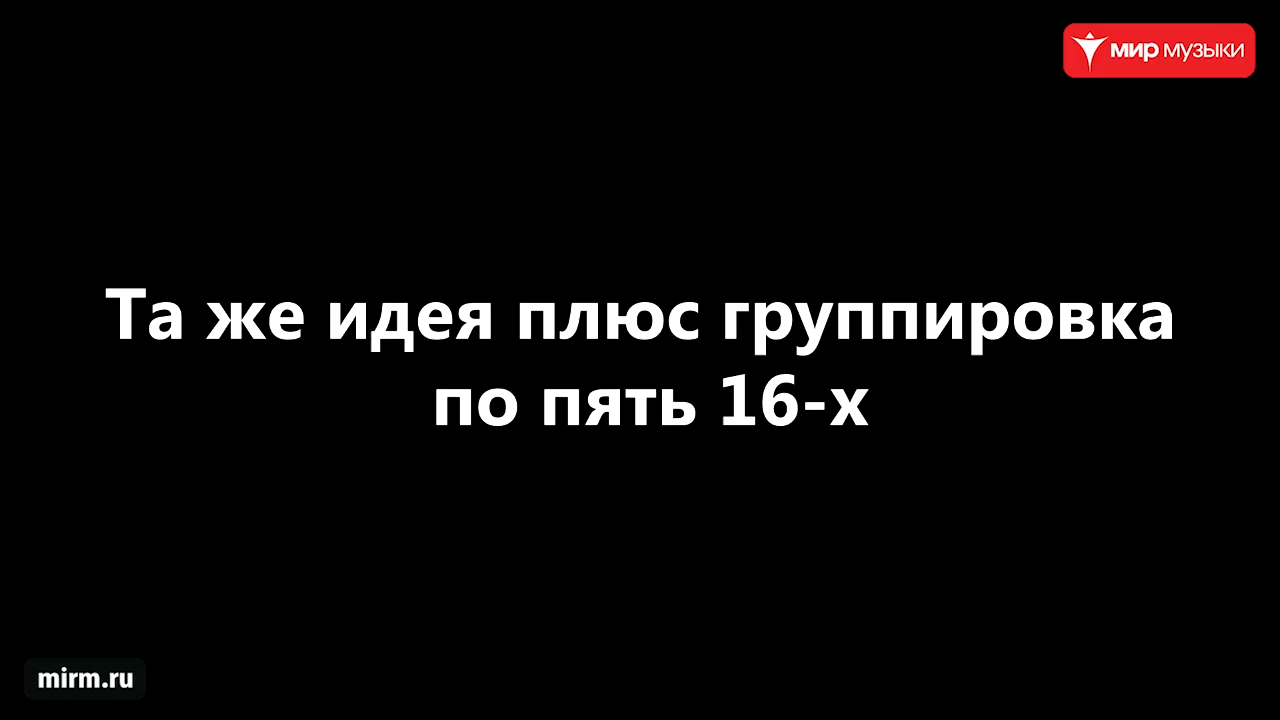 мир музыки
Та же идея плюс группировка
по пять 16-х
mirm.ru